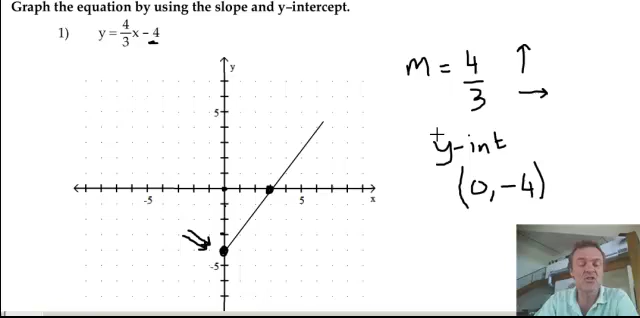 Graph the equation by using the slope and y-intercept.
1) y = 4/3 x - 4
y
5
-5
5
x
-5
m = 4/3
y-int
(0, -4)